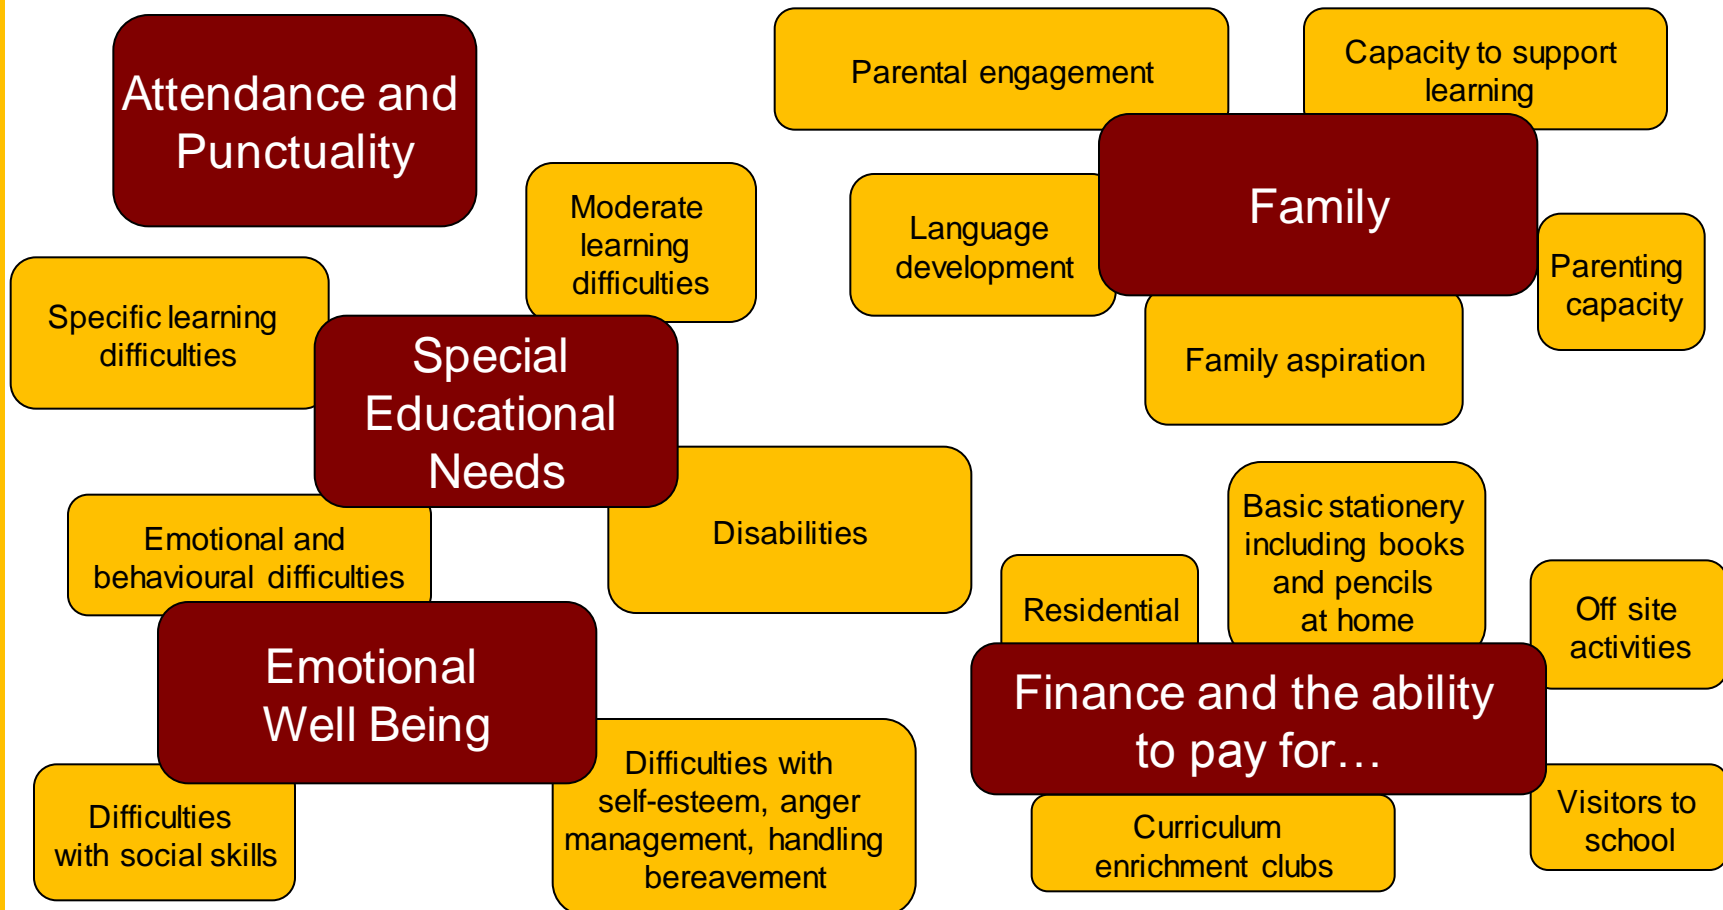 Attendance and
Punctuality
Parental engagement
Capacity to support
learning
Family
Language
development
Parenting
capacity
Family aspiration
Moderate
learning
difficulties
Specific learning
difficulties
Special
Educational
Needs
Disabilities
Emotional and
behavioural difficulties
Emotional
Well Being
Difficulties
with social skills
Difficulties with
self-esteem, anger
management, handling
bereavement
Basic stationery
including books
and pencils
at home
Residential
Off site
activities
Finance and the ability
to pay for…
Curriculum
enrichment clubs
Visitors to
school